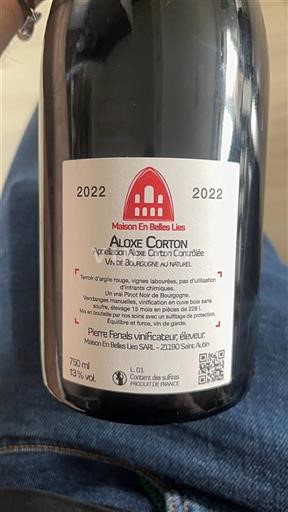 2022 2022
Maison En Belles Lies
ALOXE CORTON
Appellation Aloxe Corton Contrôlée
VIN DE BOURGOGNE AU NATUREL
Terroir d'argile rouge, vignes labourées, pas d'utilisation
d'intrants chimiques.
Un vrai Pinot Noir de Bourgogne.
Vendanges manuelles, vinification en cuve bois sans
soufre, élevage 15 mois en pièces de 228 l.
Mis en bouteille par nos soins avec un sulfitage de protection.
Équilibre et force, vin de garde.
Pierre Fenals vinificateur, éleveur.
Maison En Belles Lies SARL - 21190 Saint Aubin
750 ml
13 % vol.
L. 01
Contient des sulfites
PRODUIT DE FRANCE